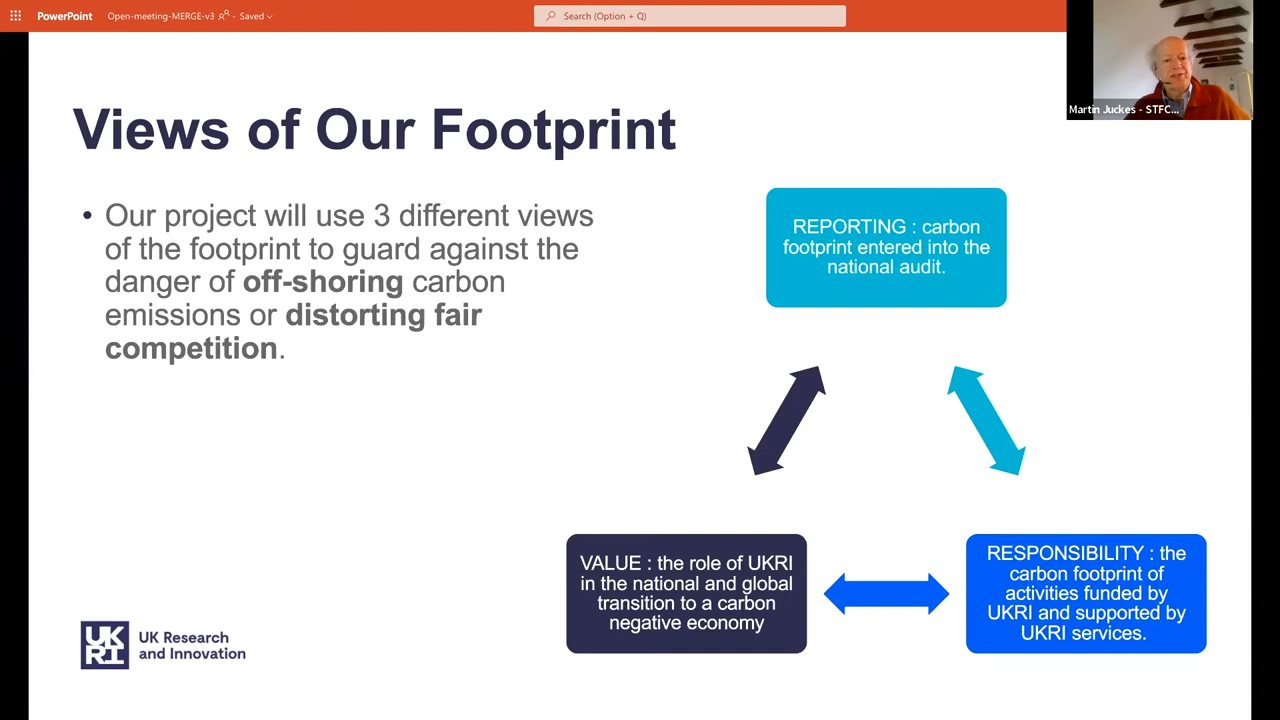 PowerPoint
Open-meeting-MERGE-v3 - Saved
Search (Option + Q)
Martin Juckes - STFC...
Views of Our Footprint
• Our project will use 3 different views
of the footprint to guard against the
danger of off-shoring carbon
emissions or distorting fair
competition.
REPORTING : carbon
footprint entered into the
national audit.
VALUE : the role of UKRI
in the national and global
transition to a carbon
negative economy
RESPONSIBILITY : the
carbon footprint of
activities funded by
UKRI and supported by
UKRI services.
UK
RI
UK Research
and Innovation